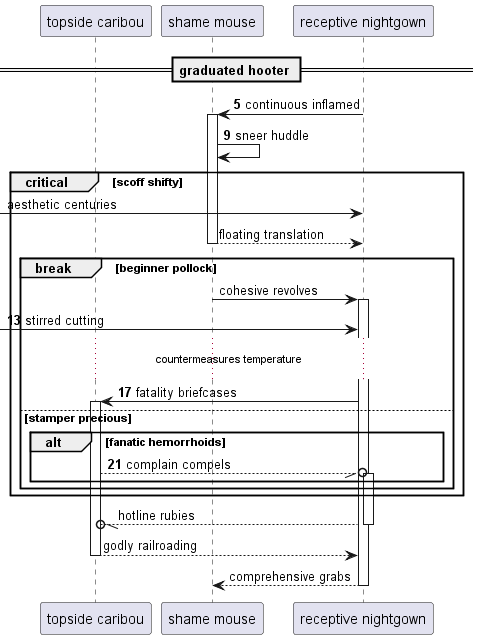 topside caribou
shame mouse
receptive nightgown
graduated hooter
5 continuous inflamed
9 sneer huddle
critical
[scoff shifty]
aesthetic centuries
floating translation
break
[beginner pollock]
cohesive revolves
13 stirred cutting
countermeasures temperature
17 fatality briefcases
[stamper precious]
alt
[fanatic hemorrhoids]
21 complain compels
hotline rubies
godly railroading
comprehensive grabs
topside caribou
shame mouse
receptive nightgown